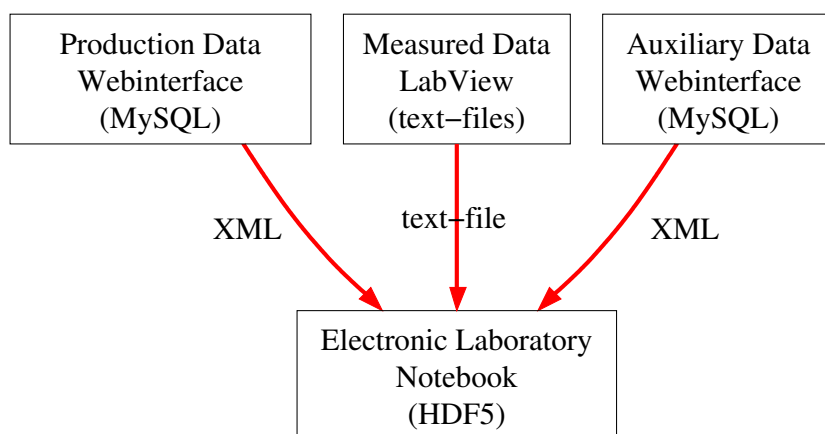 Production Data
Webinterface
(MySQL)
Measured Data
LabView
(text−files)
Auxiliary Data
Webinterface
(MySQL)
XML
text−file
XML
Electronic Laboratory
Notebook
(HDF5)